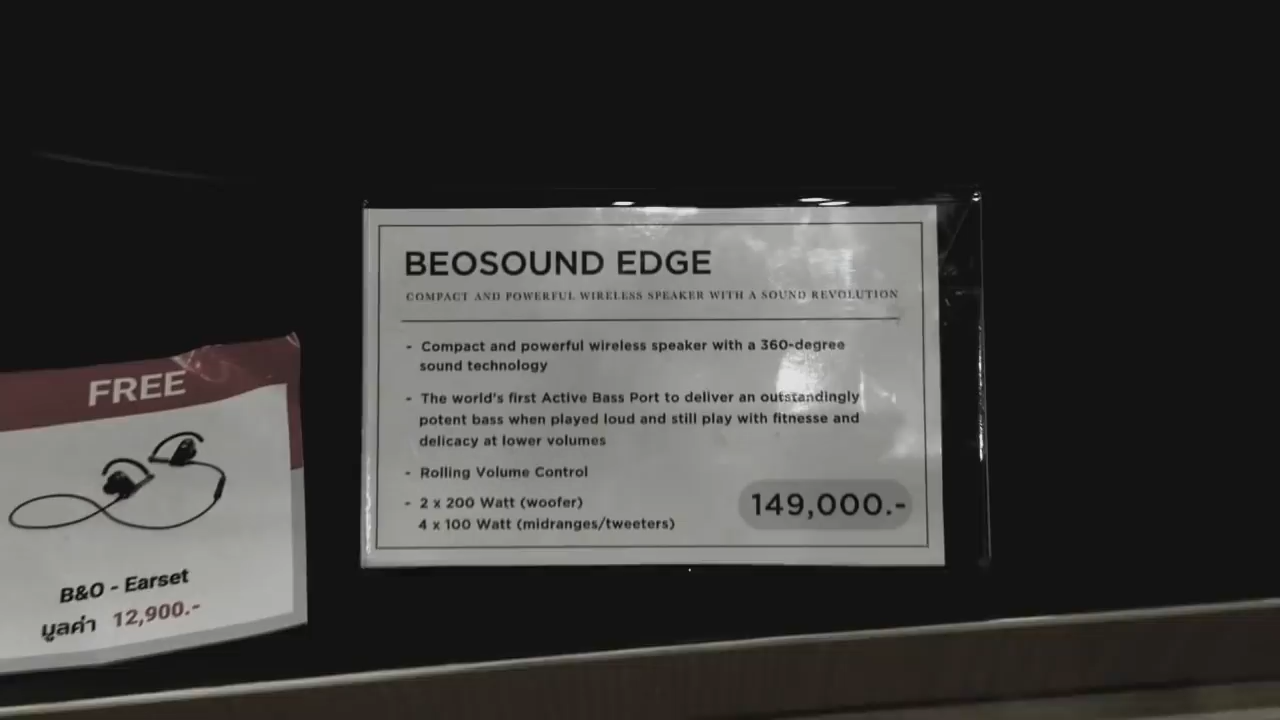 BEOSOUND EDGE
COMPACT AND POWERFUL WIRELESS SPEAKER WITH A SOUND REVOLUTION
- Compact and powerful wireless speaker with a 360-degree
sound technology
- The world's first Active Bass Port to deliver an outstandingly
potent bass when played loud and still play with fitnesse and
delicacy at lower volumes
- Rolling Volume Control
- 2 x 200 Watt (woofer)
4 x 100 Watt (midranges/tweeters)
149,000.-
FREE
B&O - Earset
มูลค่า 12,900.-